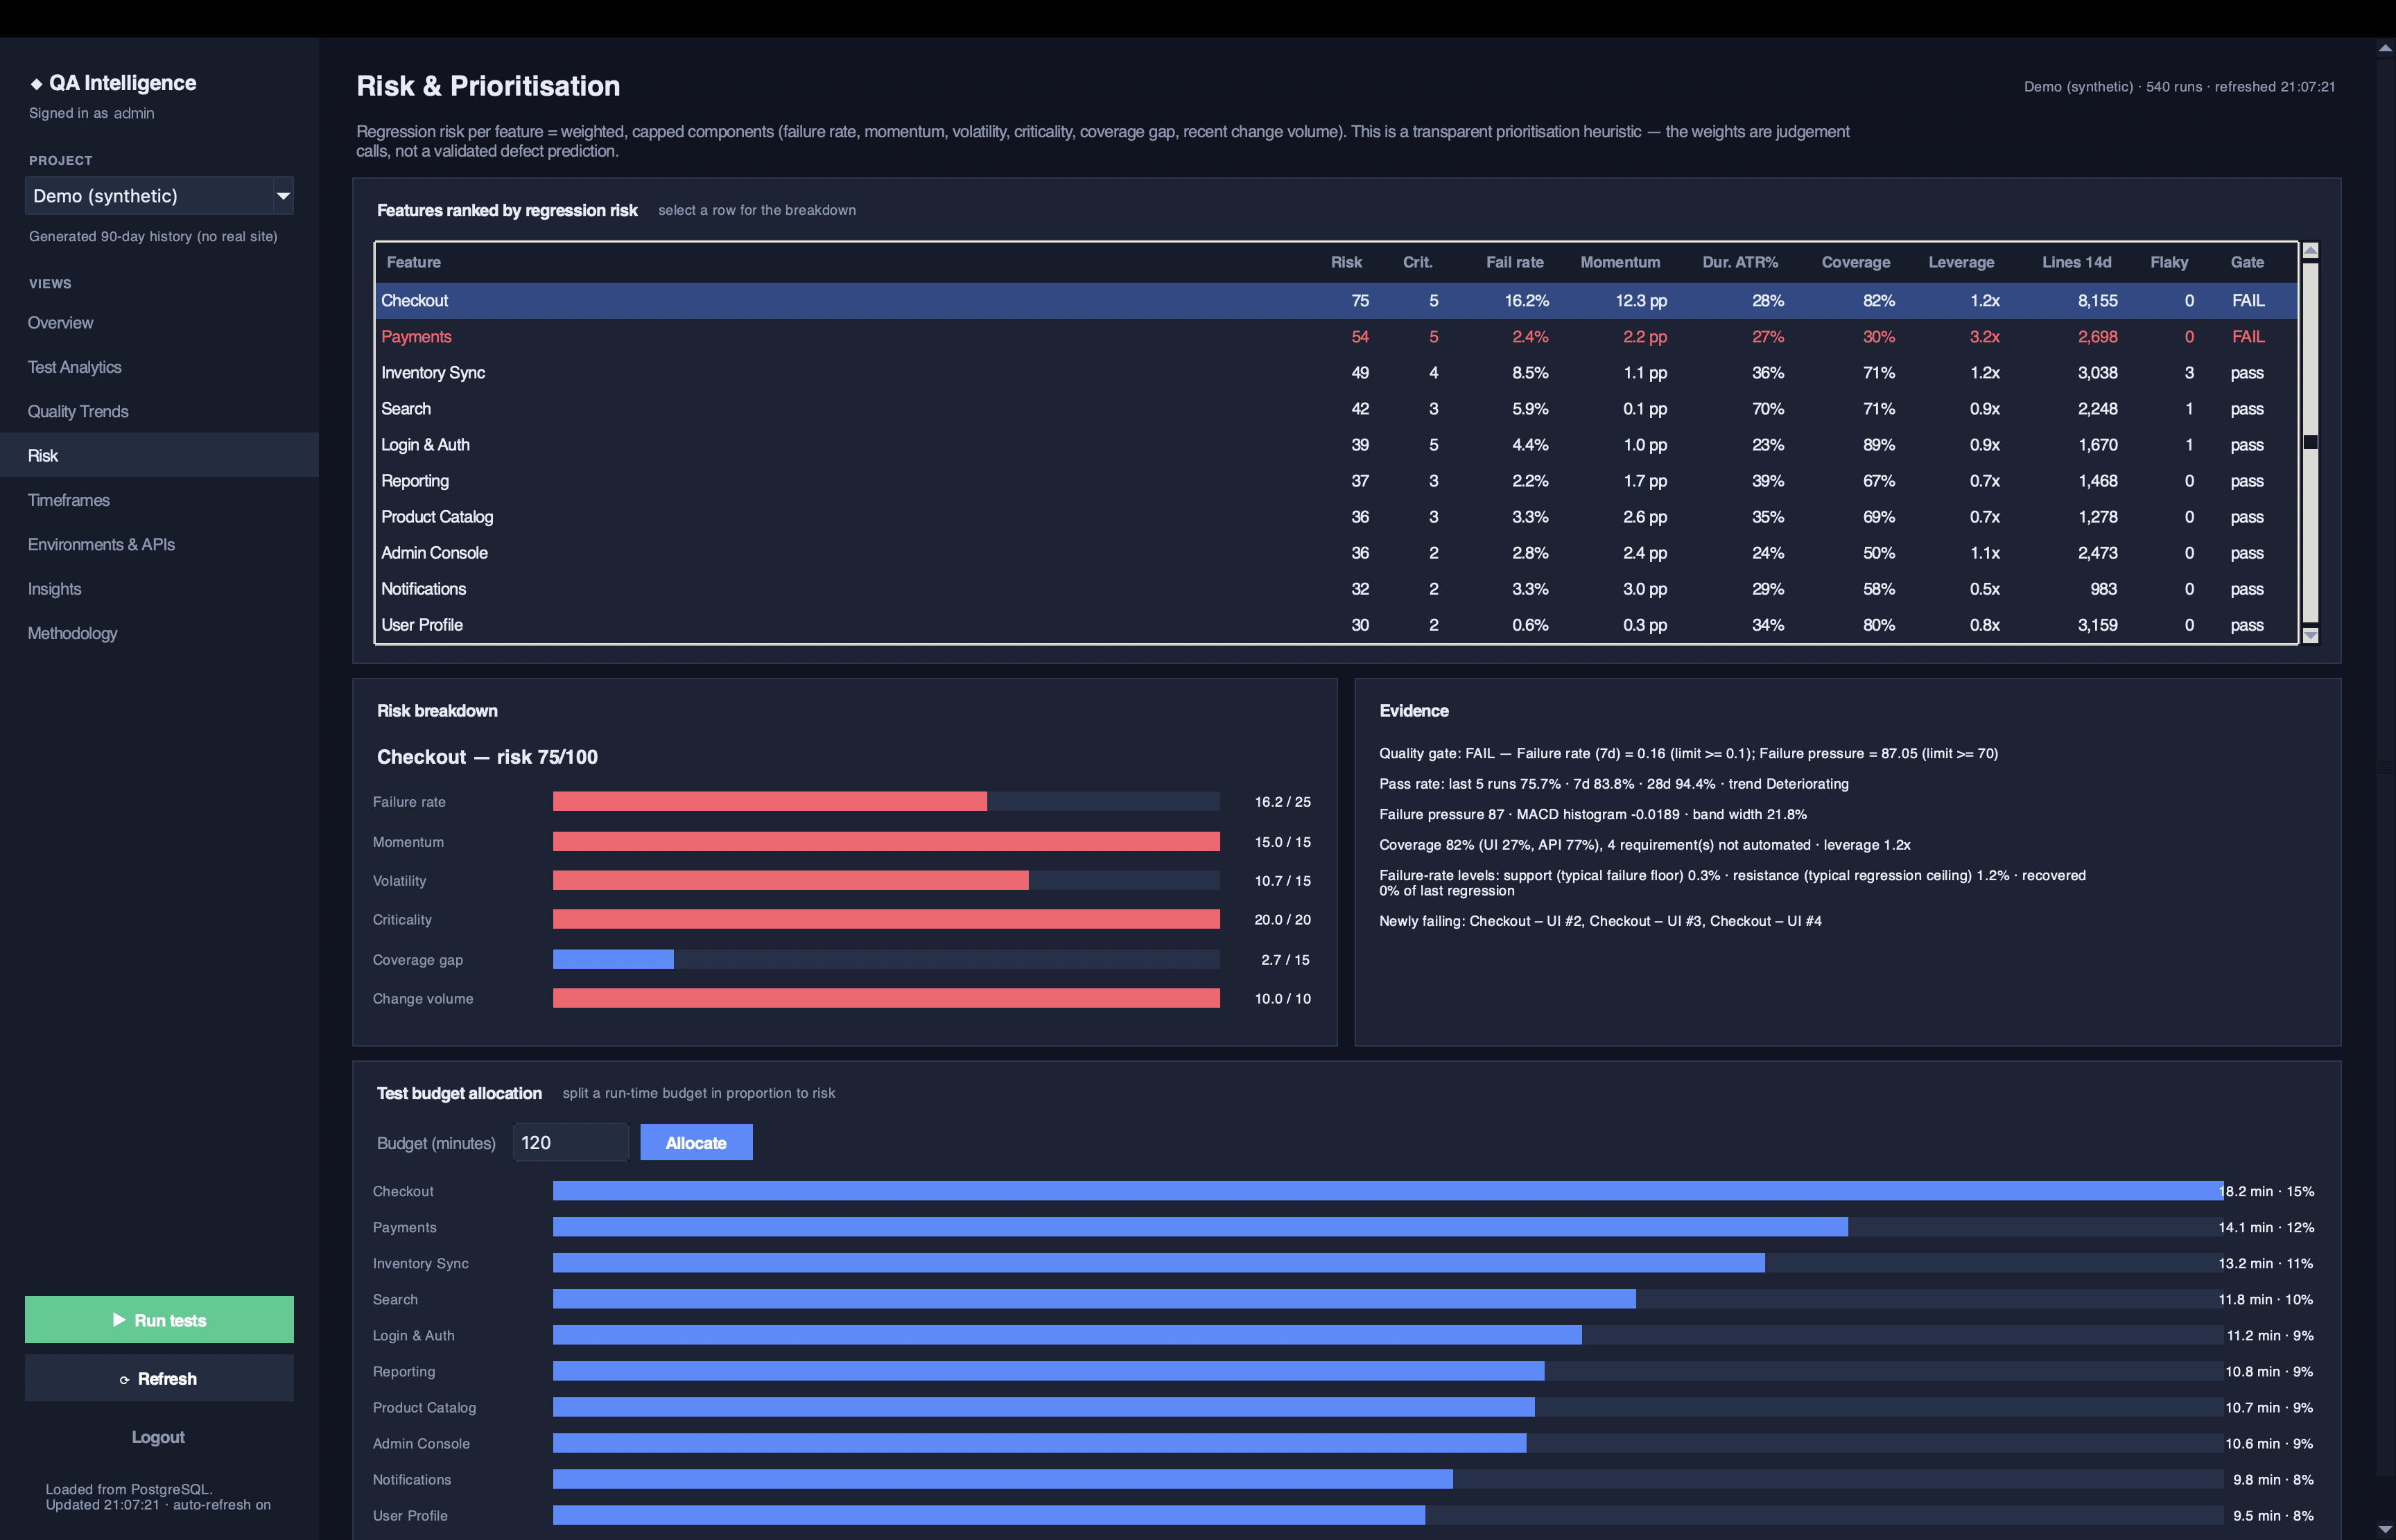 ◆ QA Intelligence
Signed in as admin
PROJECT
Demo (synthetic)
Generated 90-day history (no real site)
VIEWS
Overview
Test Analytics
Quality Trends
Risk
Timeframes
Environments & APIs
Insights
Methodology
▶ Run tests
⟳ Refresh
Logout
Loaded from PostgreSQL.
Updated 21:07:21 · auto-refresh on
Risk & Prioritisation
Demo (synthetic) · 540 runs · refreshed 21:07:21
Regression risk per feature = weighted, capped components (failure rate, momentum, volatility, criticality, coverage gap, recent change volume). This is a transparent prioritisation heuristic — the weights are judgement
calls, not a validated defect prediction.
Features ranked by regression risk select a row for the breakdown
Feature Risk Crit. Fail rate Momentum Dur. ATR% Coverage Leverage Lines 14d Flaky Gate
Checkout 75 5 16.2% 12.3 pp 28% 82% 1.2x 8,155 0 FAIL
Payments 54 5 2.4% 2.2 pp 27% 30% 3.2x 2,698 0 FAIL
Inventory Sync 49 4 8.5% 1.1 pp 36% 71% 1.2x 3,038 3 pass
Search 42 3 5.9% 0.1 pp 70% 71% 0.9x 2,248 1 pass
Login & Auth 39 5 4.4% 1.0 pp 23% 89% 0.9x 1,670 1 pass
Reporting 37 3 2.2% 1.7 pp 39% 67% 0.7x 1,468 0 pass
Product Catalog 36 3 3.3% 2.6 pp 35% 69% 0.7x 1,278 0 pass
Admin Console 36 2 2.8% 2.4 pp 24% 50% 1.1x 2,473 0 pass
Notifications 32 2 3.3% 3.0 pp 29% 58% 0.5x 983 0 pass
User Profile 30 2 0.6% 0.3 pp 34% 80% 0.8x 3,159 0 pass
Risk breakdown
Checkout — risk 75/100
Failure rate 16.2 / 25
Momentum 15.0 / 15
Volatility 10.7 / 15
Criticality 20.0 / 20
Coverage gap 2.7 / 15
Change volume 10.0 / 10
Evidence
Quality gate: FAIL — Failure rate (7d) = 0.16 (limit >= 0.1); Failure pressure = 87.05 (limit >= 70)
Pass rate: last 5 runs 75.7% · 7d 83.8% · 28d 94.4% · trend Deteriorating
Failure pressure 87 · MACD histogram -0.0189 · band width 21.8%
Coverage 82% (UI 27%, API 77%), 4 requirement(s) not automated · leverage 1.2x
Failure-rate levels: support (typical failure floor) 0.3% · resistance (typical regression ceiling) 1.2% · recovered
0% of last regression
Newly failing: Checkout – UI #2, Checkout – UI #3, Checkout – UI #4
Test budget allocation split a run-time budget in proportion to risk
Budget (minutes) 120 Allocate
Checkout 18.2 min · 15%
Payments 14.1 min · 12%
Inventory Sync 13.2 min · 11%
Search 11.8 min · 10%
Login & Auth 11.2 min · 9%
Reporting 10.8 min · 9%
Product Catalog 10.7 min · 9%
Admin Console 10.6 min · 9%
Notifications 9.8 min · 8%
User Profile 9.5 min · 8%